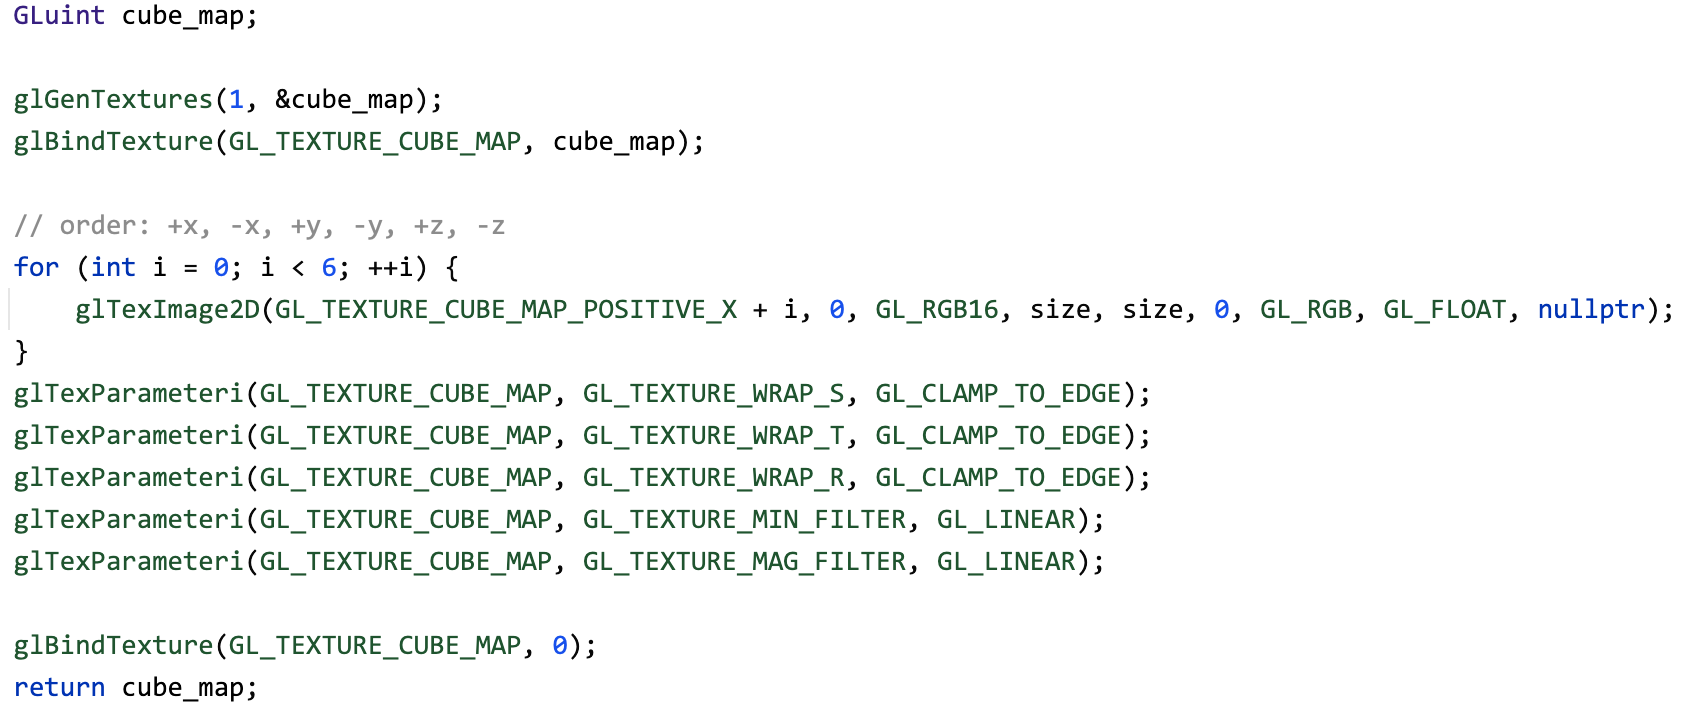 GLuint cube_map;
glGenTextures(1, &cube_map);
glBindTexture(GL_TEXTURE_CUBE_MAP, cube_map);
// order: +x, -x, +y, -y, +z, -z
for (int i = 0; i < 6; ++i) {
glTexImage2D(GL_TEXTURE_CUBE_MAP_POSITIVE_X + i, 0, GL_RGB16, size, size, 0, GL_RGB, GL_FLOAT, nullptr);
}
glTexParameteri(GL_TEXTURE_CUBE_MAP, GL_TEXTURE_WRAP_S, GL_CLAMP_TO_EDGE);
glTexParameteri(GL_TEXTURE_CUBE_MAP, GL_TEXTURE_WRAP_T, GL_CLAMP_TO_EDGE);
glTexParameteri(GL_TEXTURE_CUBE_MAP, GL_TEXTURE_WRAP_R, GL_CLAMP_TO_EDGE);
glTexParameteri(GL_TEXTURE_CUBE_MAP, GL_TEXTURE_MIN_FILTER, GL_LINEAR);
glTexParameteri(GL_TEXTURE_CUBE_MAP, GL_TEXTURE_MAG_FILTER, GL_LINEAR);
glBindTexture(GL_TEXTURE_CUBE_MAP, 0);
return cube_map;